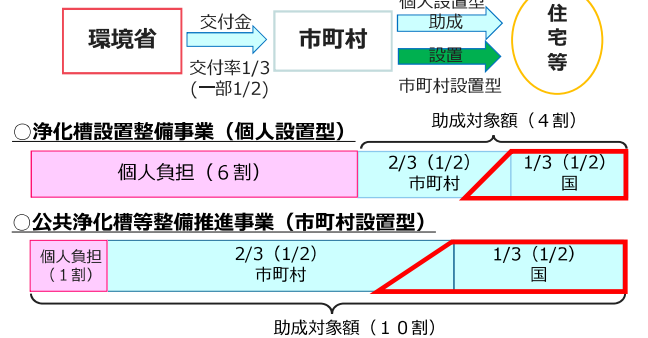 個人設置型
環境省
交付金
交付率1/3
(一部1/2)
市町村
助成
設置
市町村設置型
住宅等
○浄化槽設置整備事業（個人設置型）
助成対象額（４割）
個人負担（６割）
2/3（1/2）
市町村
1/3（1/2）
国
○公共浄化槽等整備推進事業（市町村設置型）
個人負担
（１割）
2/3（1/2）
市町村
1/3（1/2）
国
助成対象額（１０割）